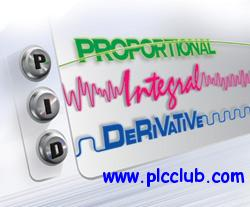 P PROPORTIONAL
I Integral
D DERiVATiVE
www.plcclub.com